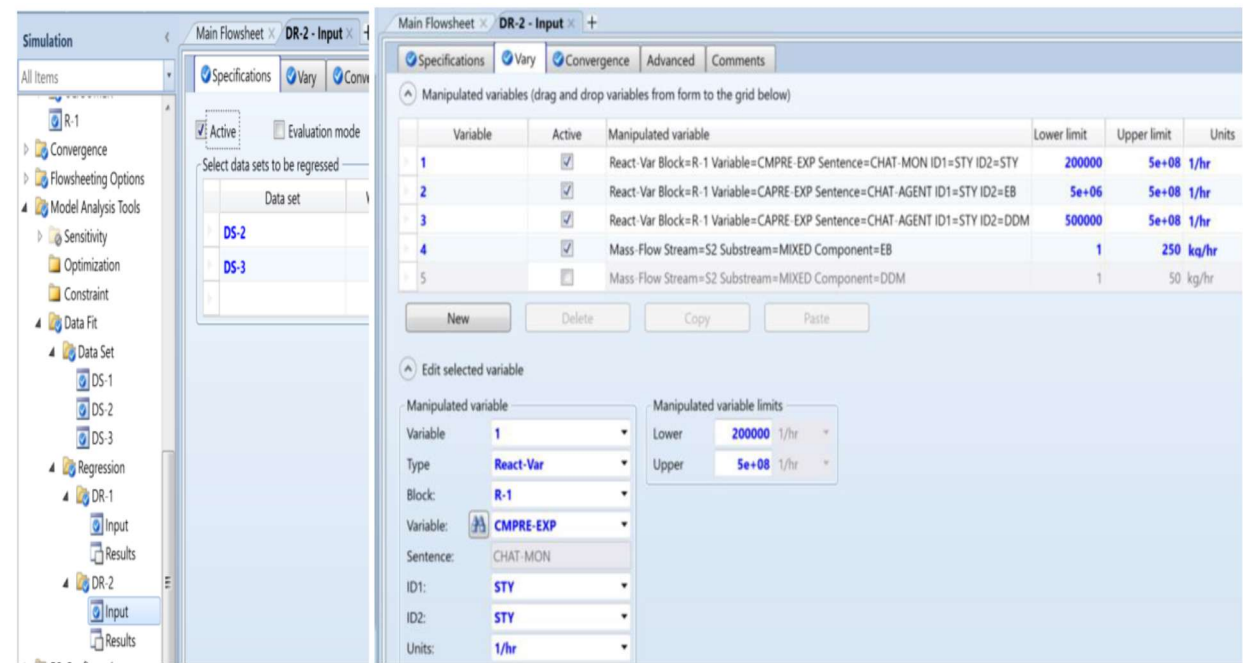 Simulation
All Items
R-1
Convergence
Flowsheeting Options
Model Analysis Tools
Sensitivity
Optimization
Constraint
Data Fit
Data Set
DS-1
DS-2
DS-3
Regression
DR-1
Input
Results
DR-2
Input
Results
Main Flowsheet × DR-2 - Input × +
Specifications Vary
Active Evaluation mode
Select data sets to be regressed
Data set
DS-2
DS-3
Main Flowsheet × DR-2 - Input × +
Specifications Vary Convergence Advanced Comments
Manipulated variables (drag and drop variables from form to the grid below)
Variable Active Manipulated variable Lower limit Upper limit Units
1 React-Var Block=R-1 Variable=CMPRE-EXP Sentence=CHAT-MON ID1=STY ID2=STY 200000 5e+08 1/hr
2 React-Var Block=R-1 Variable=CAPRE-EXP Sentence=CHAT-AGENT ID1=STY ID2=EB 5e+06 5e+08 1/hr
3 React-Var Block=R-1 Variable=CAPRE-EXP Sentence=CHAT-AGENT ID1=STY ID2=DDM 500000 5e+08 1/hr
4 Mass-Flow Stream=S2 Substream=MIXED Component=EB 1 250 kg/hr
5 Mass-Flow Stream=S2 Substream=MIXED Component=DDM 1 50 kg/hr
New Delete Copy Paste
Edit selected variable
Manipulated variable
Variable 1
Type React-Var
Block: R-1
Variable: CMPRE-EXP
Sentence: CHAT-MON
ID1: STY
ID2: STY
Units: 1/hr
Manipulated variable limits
Lower 200000 1/hr
Upper 5e+08 1/hr